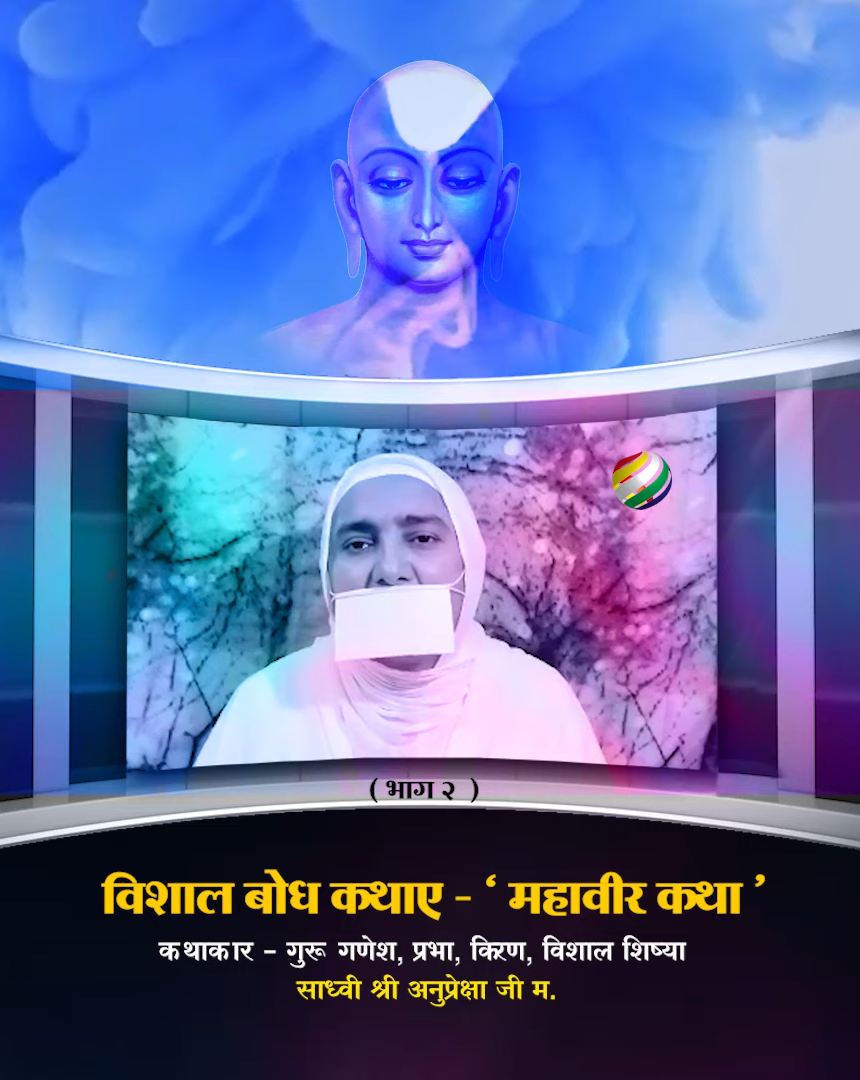 ( भाग २ )
विशाल बोध कथाए - ‘ महावीर कथा ’
कथाकार - गुरू गणेश, प्रभा, किरण, विशाल शिष्या
साध्वी श्री अनुप्रेक्षा जी म.